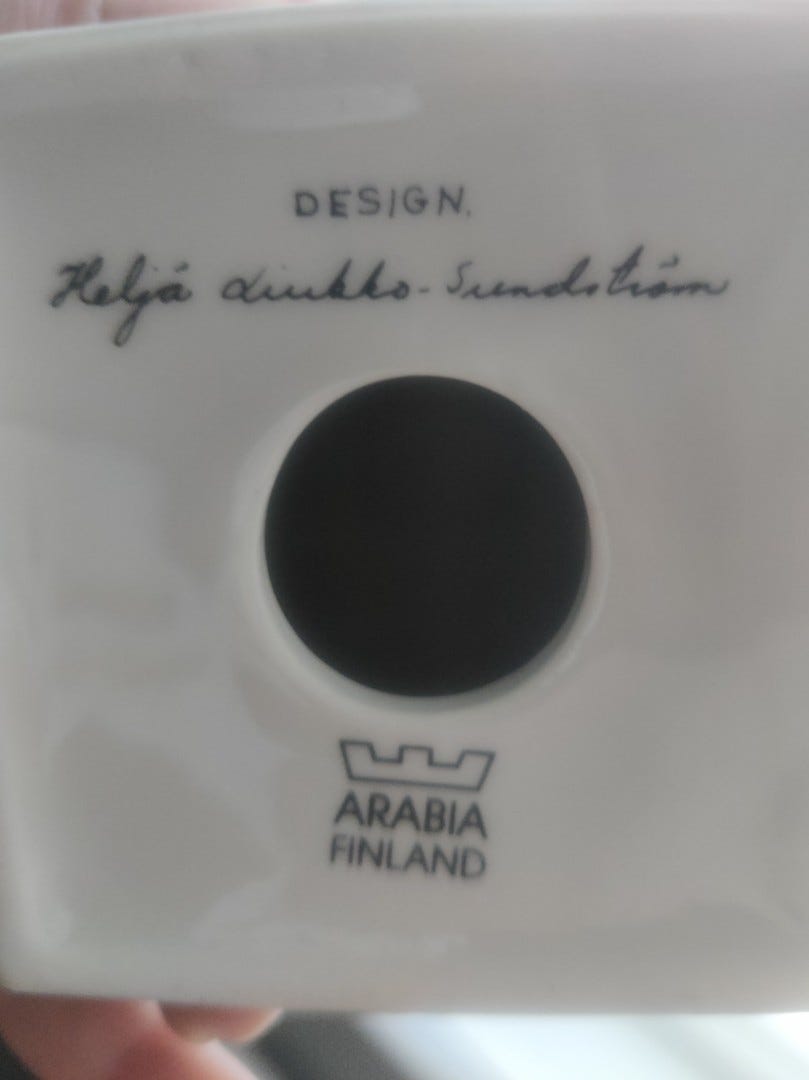 DESIGN.
Heljä Liukko-Sundström
ARABIA
FINLAND